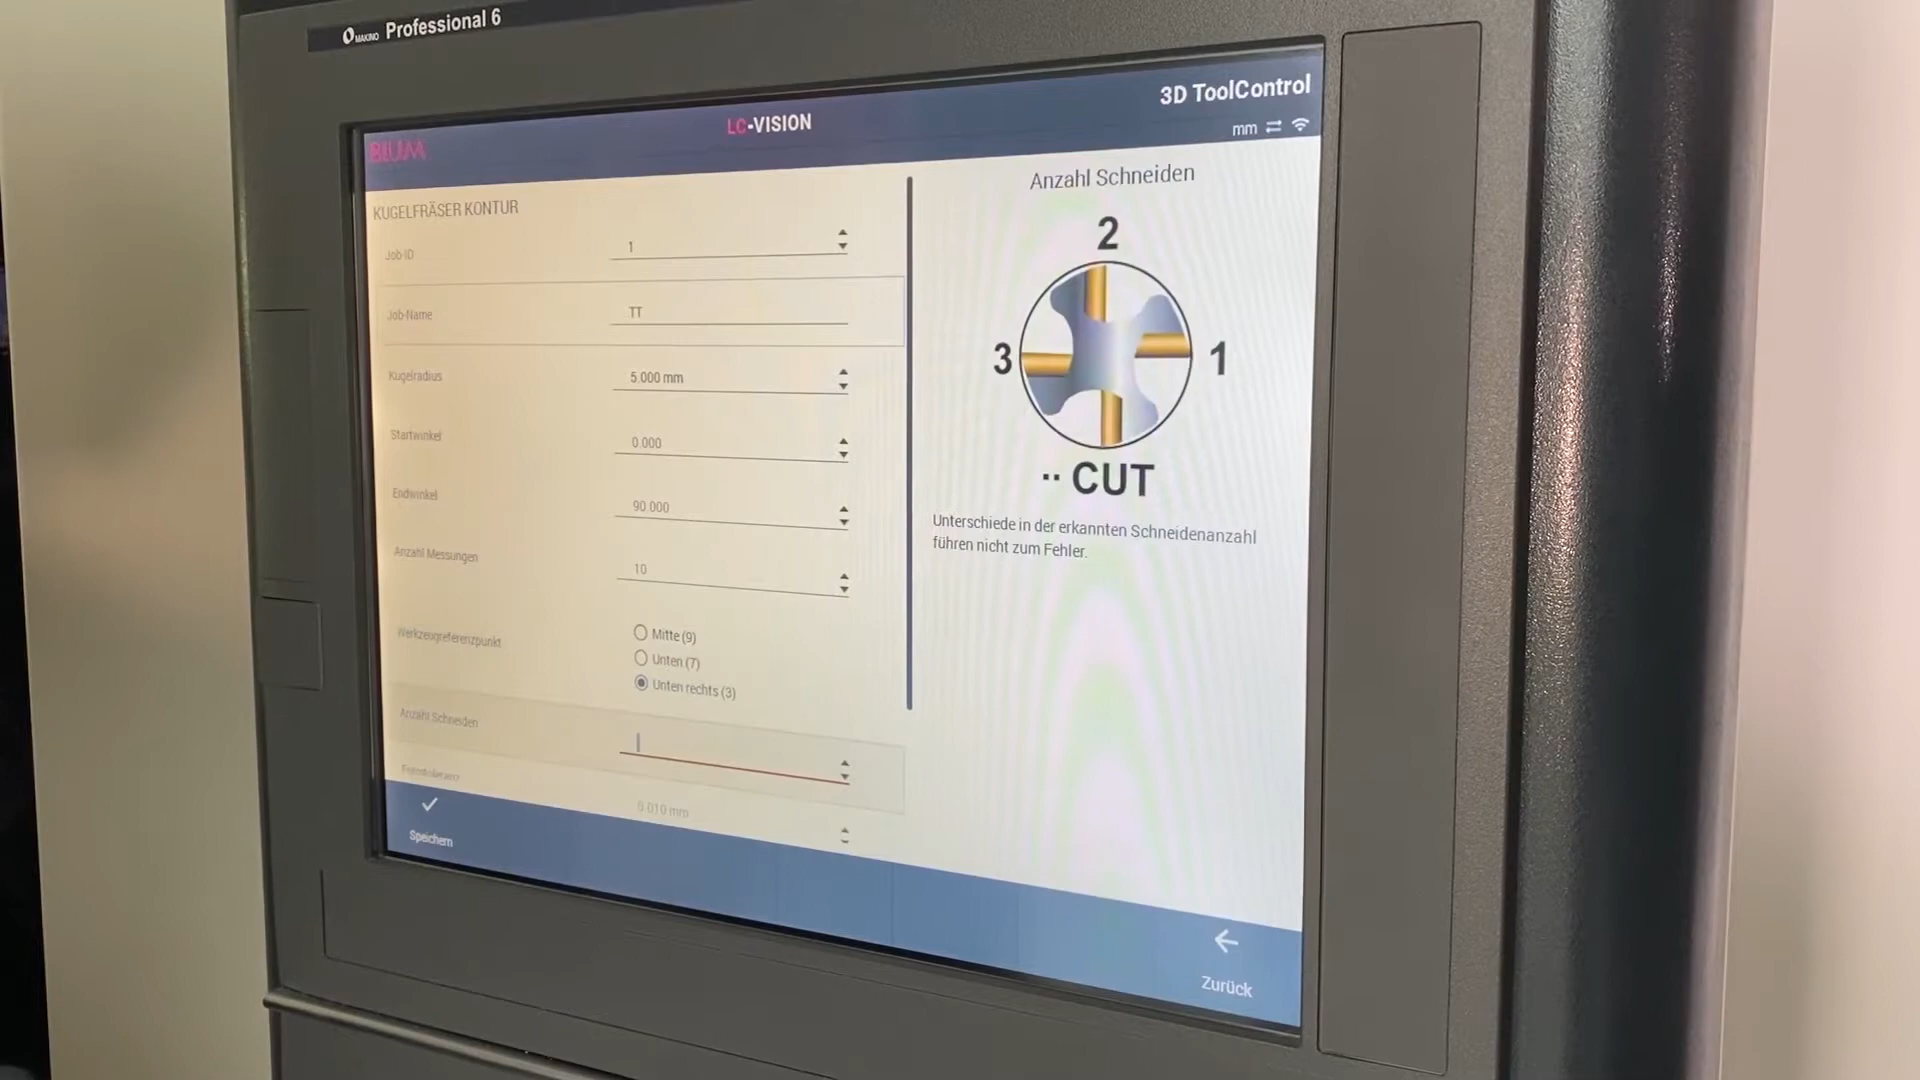 MAKINO Professional 6
BLUM
LC-VISION
3D ToolControl
mm
KUGELFRÄSER KONTUR
Job ID
1
Job-Name
TT
Kugelradius
5.000 mm
Startwinkel
0.000
Endwinkel
90.000
Anzahl Messungen
10
Werkzeugreferenzpunkt
Mitte (9)
Unten (7)
Unten rechts (3)
Anzahl Schneiden
Formtoleranz
0.010 mm
Speichern
Anzahl Schneiden
2
3
1
·· CUT
Unterschiede in der erkannten Schneidenanzahl
führen nicht zum Fehler.
Zurück